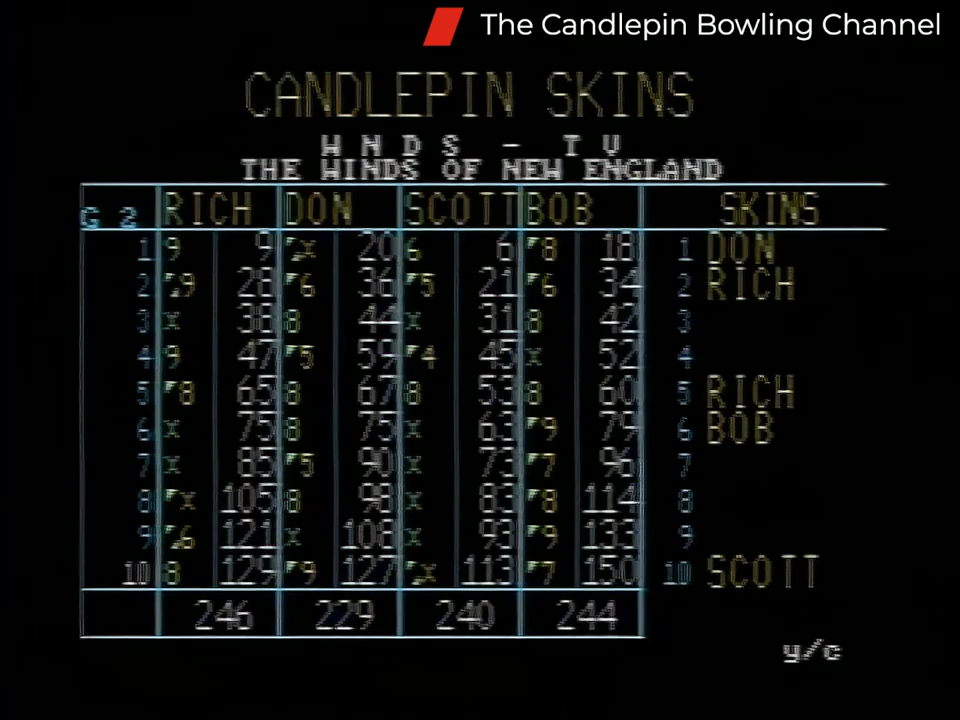 The Candlepin Bowling Channel
CANDLEPIN SKINS
W N D S - T V
THE WINDS OF NEW ENGLAND
G 2 RICH DON SCOTT BOB SKINS
1 9 9 x 20 6 6 8 18 1 DON
2 9 28 6 36 5 21 6 34 2 RICH
3 x 38 8 44 x 31 8 42 3
4 9 47 5 59 4 45 x 52 4
5 8 65 8 67 8 53 8 60 5 RICH
6 x 75 8 75 x 63 9 79 6 BOB
7 x 85 5 90 x 73 7 96 7
8 x 105 8 98 x 83 8 114 8
9 6 121 x 108 x 93 9 133 9
10 8 129 9 127 x 113 7 150 10 SCOTT
246 229 240 244
y/c